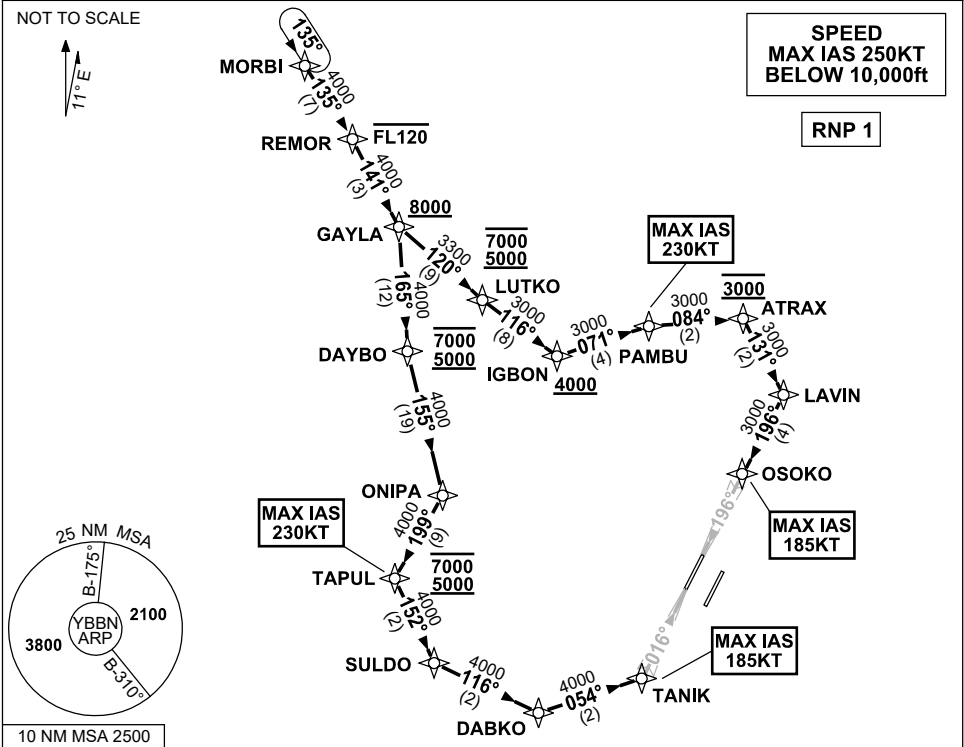 NOT TO SCALE
11° E
SPEED
MAX IAS 250KT
BELOW 10,000ft
RNP 1
135°
MORBI
4000
135°
(7)
REMOR
FL120
4000
141°
(3)
GAYLA
8000
3300
120°
(9)
7000
5000
LUTKO
4000
165°
(12)
3000
116°
(8)
MAX IAS
230KT
3000
ATRAX
3000
071°
(4)
PAMBU
3000
084°
(2)
3000
131°
(2)
DAYBO
7000
5000
IGBON
4000
LAVIN
4000
155°
(19)
3000
196°
(4)
OSOKO
ONIPA
196°
MAX IAS
185KT
MAX IAS
230KT
4000
199°
(6)
TAPUL
7000
5000
4000
152°
(2)
25 NM MSA
B-175°
YBBN
ARP
2100
3800
B-310°
10 NM MSA 2500
016°
MAX IAS
185KT
SULDO
4000
116°
(2)
DABKO
4000
054°
(2)
TANIK